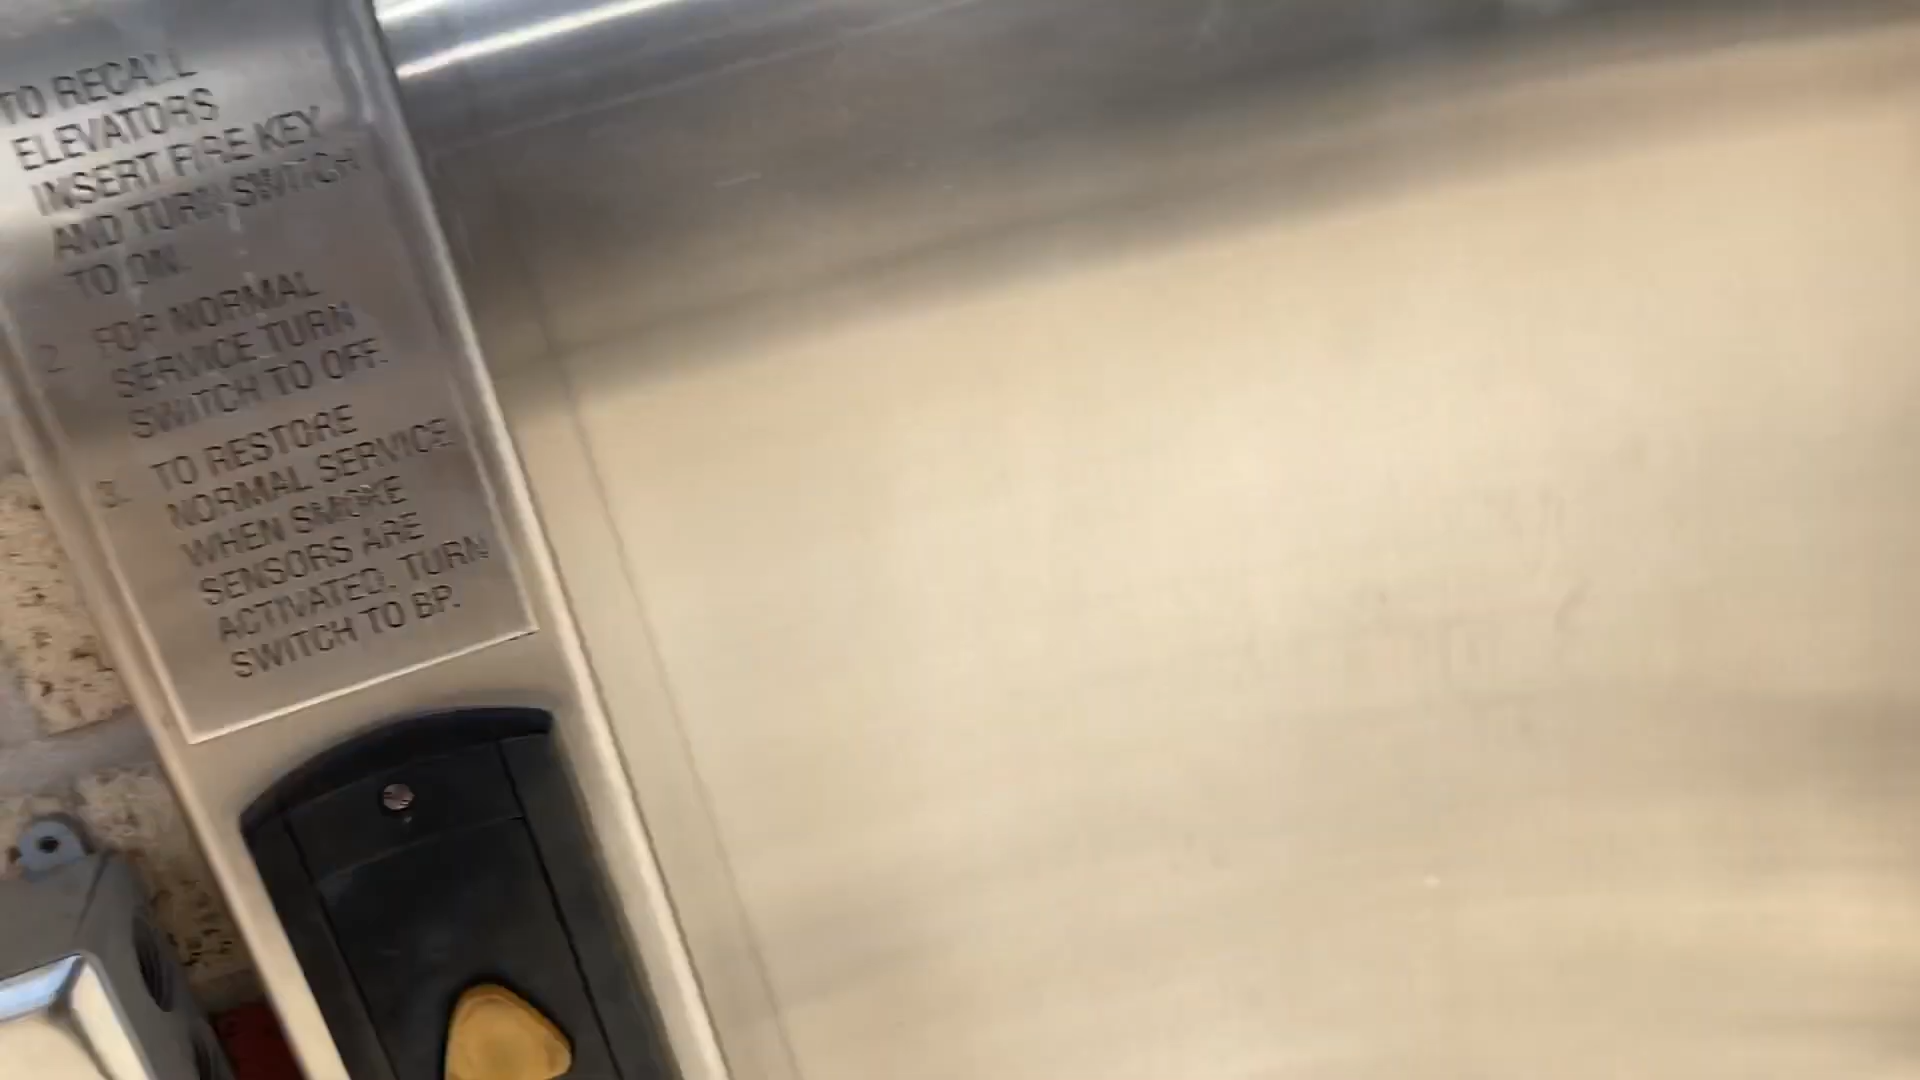 TO RECALL
ELEVATORS
INSERT FIRE KEY
AND TURN SWITCH
TO ON.
2. FOR NORMAL
SERVICE TURN
SWITCH TO OFF.
3. TO RESTORE
NORMAL SERVICE
WHEN SMOKE
SENSORS ARE
ACTIVATED, TURN
SWITCH TO BP.